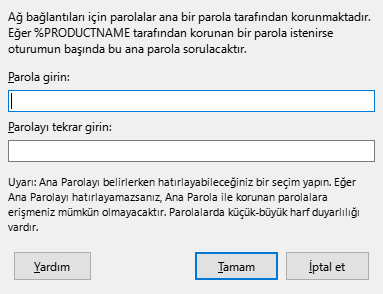 Ağ bağlantıları için parolalar ana bir parola tarafından korunmaktadır.
Eğer %PRODUCTNAME tarafından korunan bir parola istenirse
oturumun başında bu ana parola sorulacaktır.
Parola girin:
Parolayı tekrar girin:
Uyarı: Ana Parolayı belirlerken hatırlayabileceğiniz bir seçim yapın. Eğer
Ana Parolayı hatırlayamazsanız, Ana Parola ile korunan parolalara
erişmeniz mümkün olmayacaktır. Parolalarda küçük-büyük harf duyarlılığı
vardır.
Yardım Tamam İptal et